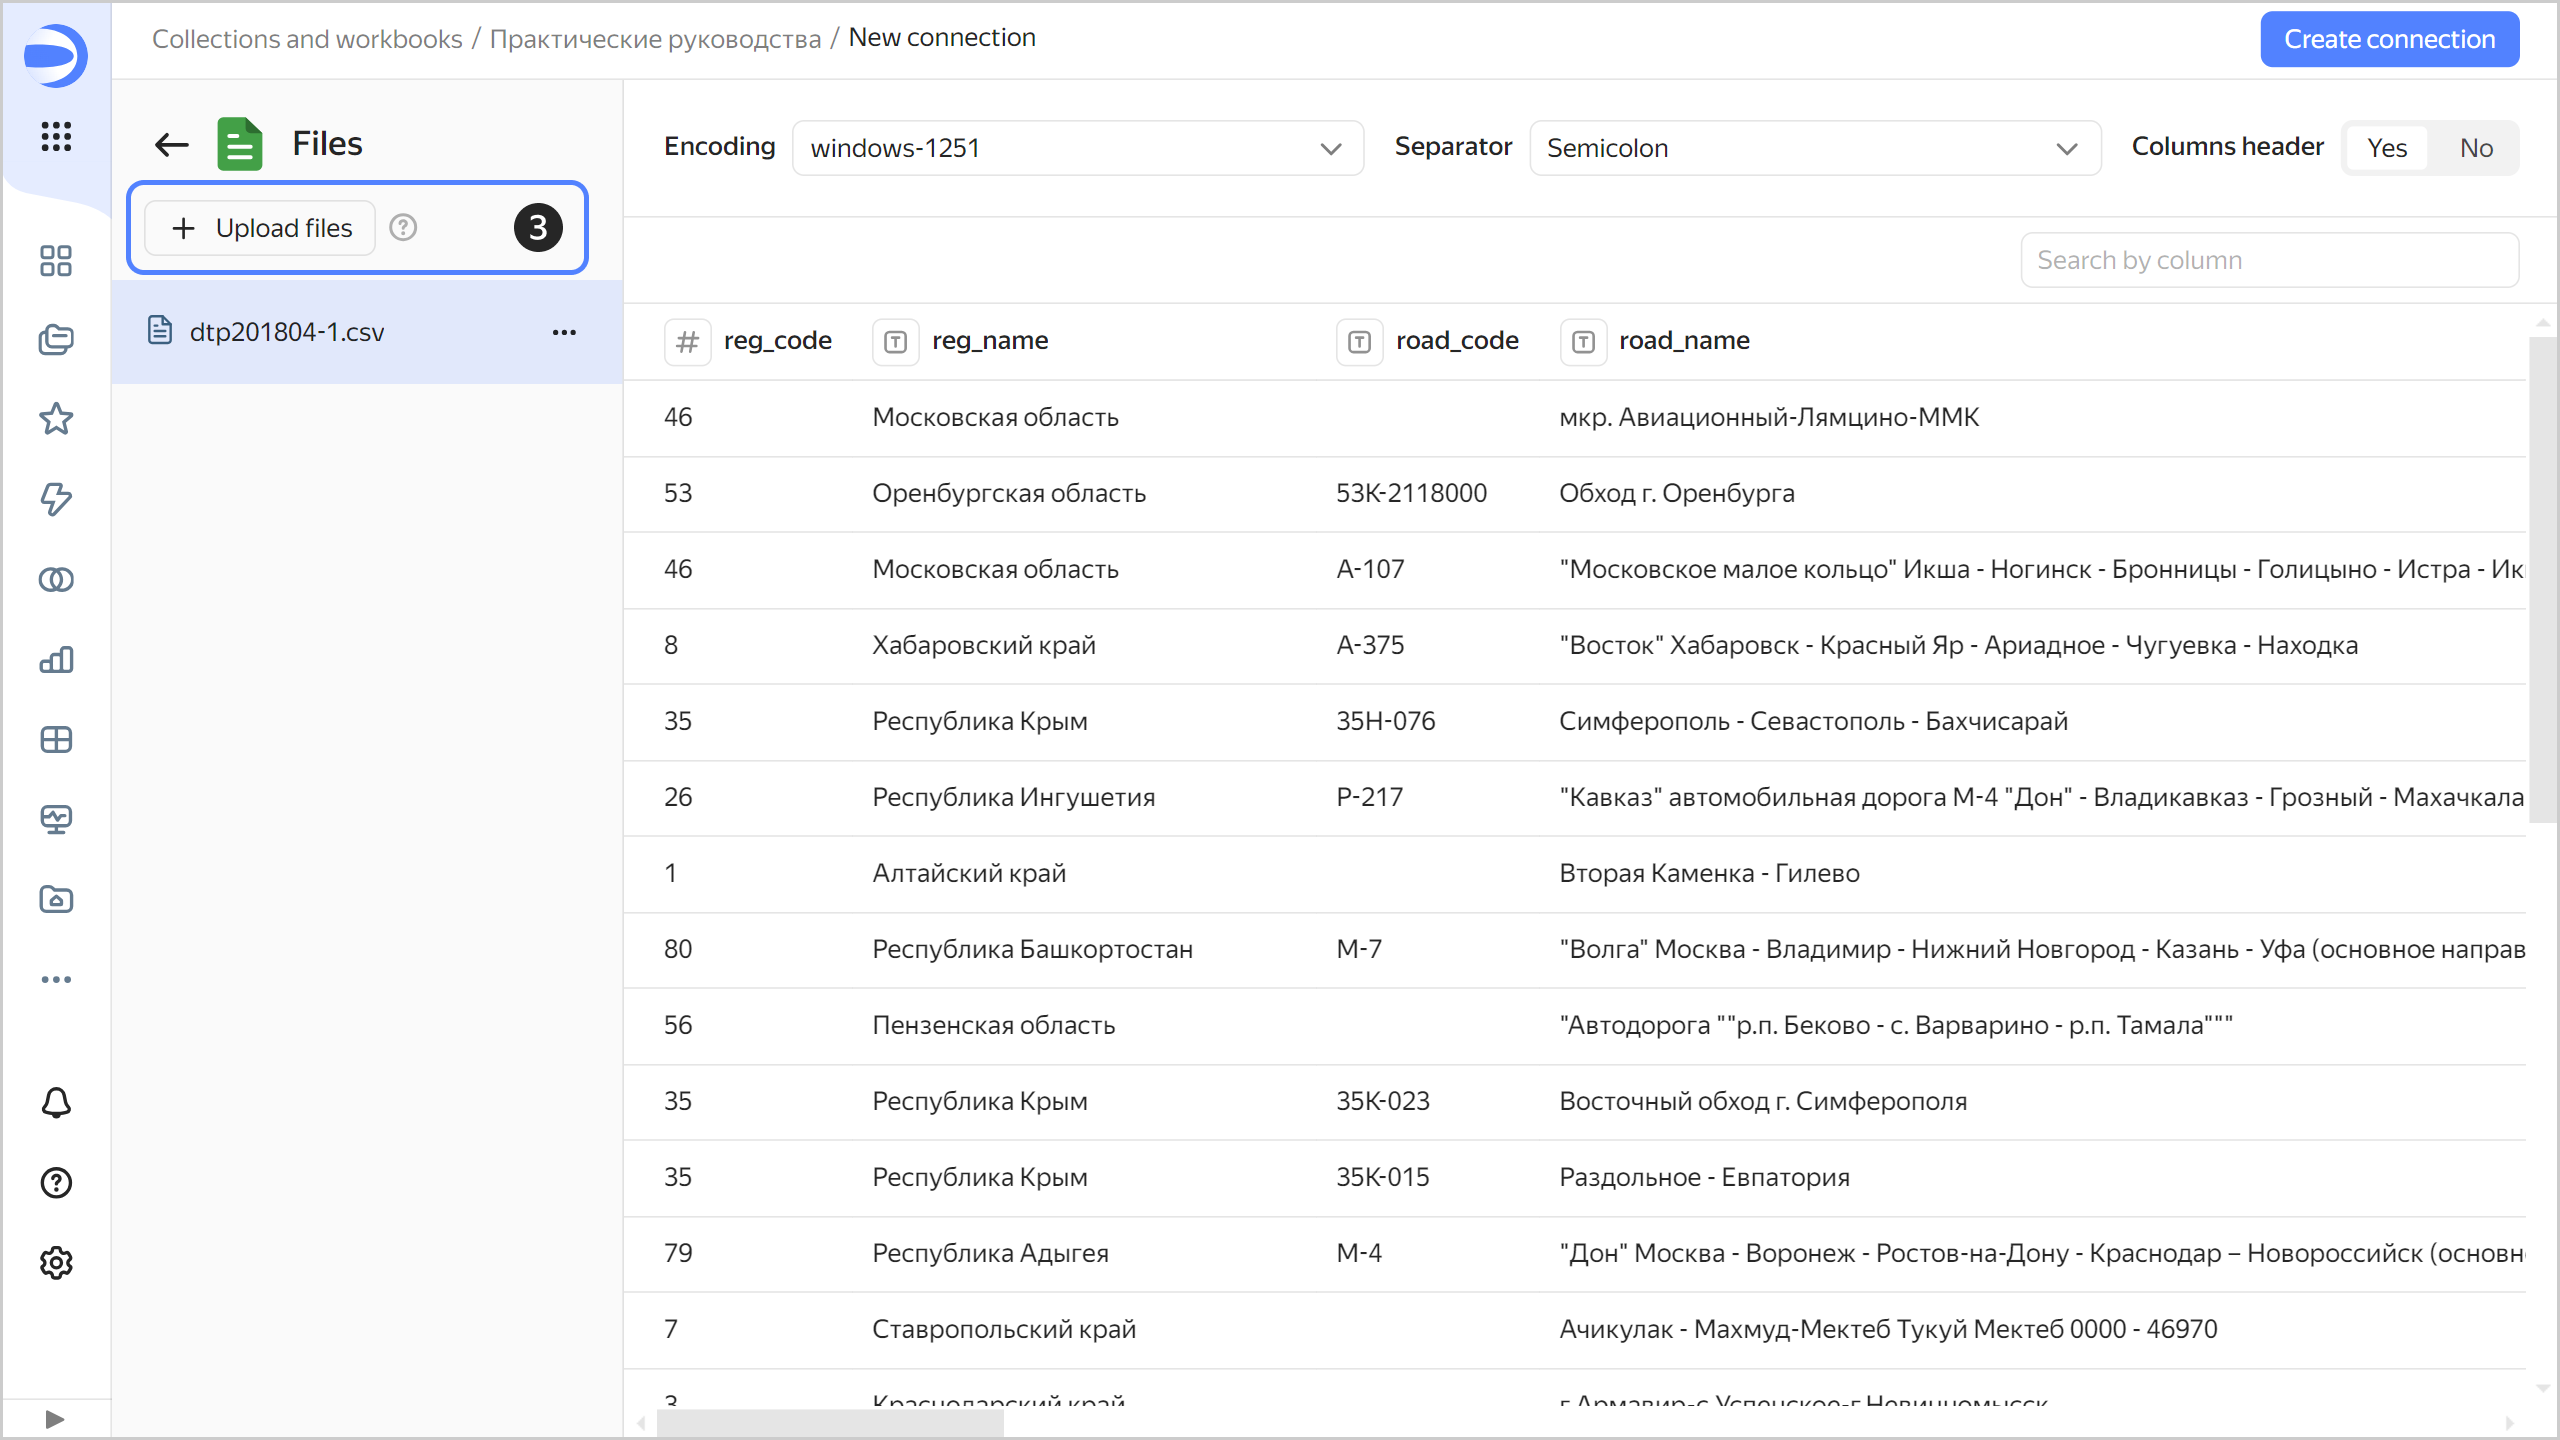 Collections and workbooks / Практические руководства / New connection
Create connection
Files
Encoding
windows-1251
Separator
Semicolon
Columns header
Yes
No
+ Upload files
3
Search by column
dtp201804-1.csv
reg_code reg_name road_code road_name
46 Московская область мкр. Авиационный-Лямцино-ММК
53 Оренбургская область 53К-2118000 Обход г. Оренбурга
46 Московская область А-107 "Московское малое кольцо" Икша - Ногинск - Бронницы - Голицыно - Истра - Ик
8 Хабаровский край А-375 "Восток" Хабаровск - Красный Яр - Ариадное - Чугуевка - Находка
35 Республика Крым 35Н-076 Симферополь - Севастополь - Бахчисарай
26 Республика Ингушетия Р-217 "Кавказ" автомобильная дорога М-4 "Дон" - Владикавказ - Грозный - Махачкала
1 Алтайский край Вторая Каменка - Гилево
80 Республика Башкортостан М-7 "Волга" Москва - Владимир - Нижний Новгород - Казань - Уфа (основное направ
56 Пензенская область "Автодорога ""р.п. Беково - с. Варварино - р.п. Тамала"""
35 Республика Крым 35К-023 Восточный обход г. Симферополя
35 Республика Крым 35К-015 Раздольное - Евпатория
79 Республика Адыгея М-4 "Дон" Москва - Воронеж - Ростов-на-Дону - Краснодар – Новороссийск (основн
7 Ставропольский край Ачикулак - Махмуд-Мектеб Тукуй Мектеб 0000 - 46970
3 Краснодарский край г.Армавир-с.Успенское-г.Невинномысск